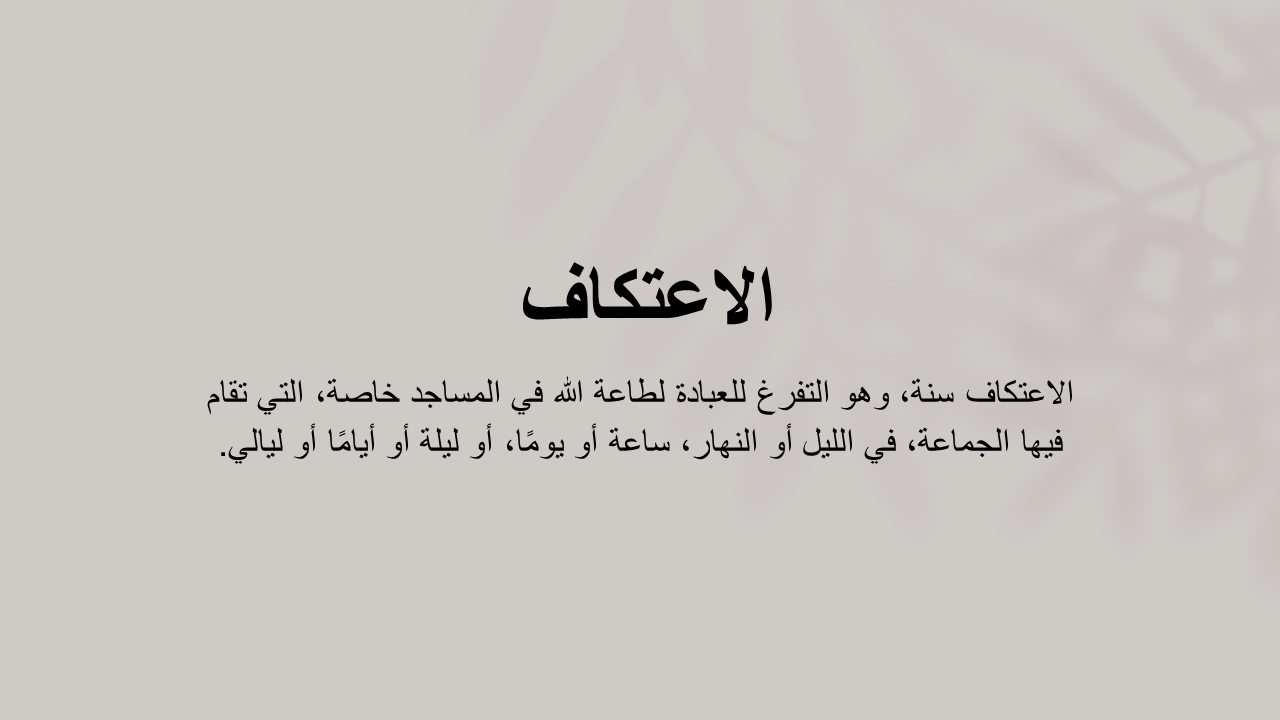 الاعتكاف
الاعتكاف سنة، وهو التفرغ للعبادة لطاعة الله في المساجد خاصة، التي تقام
فيها الجماعة، في الليل أو النهار، ساعة أو يومًا، أو ليلة أو أيامًا أو ليالي.